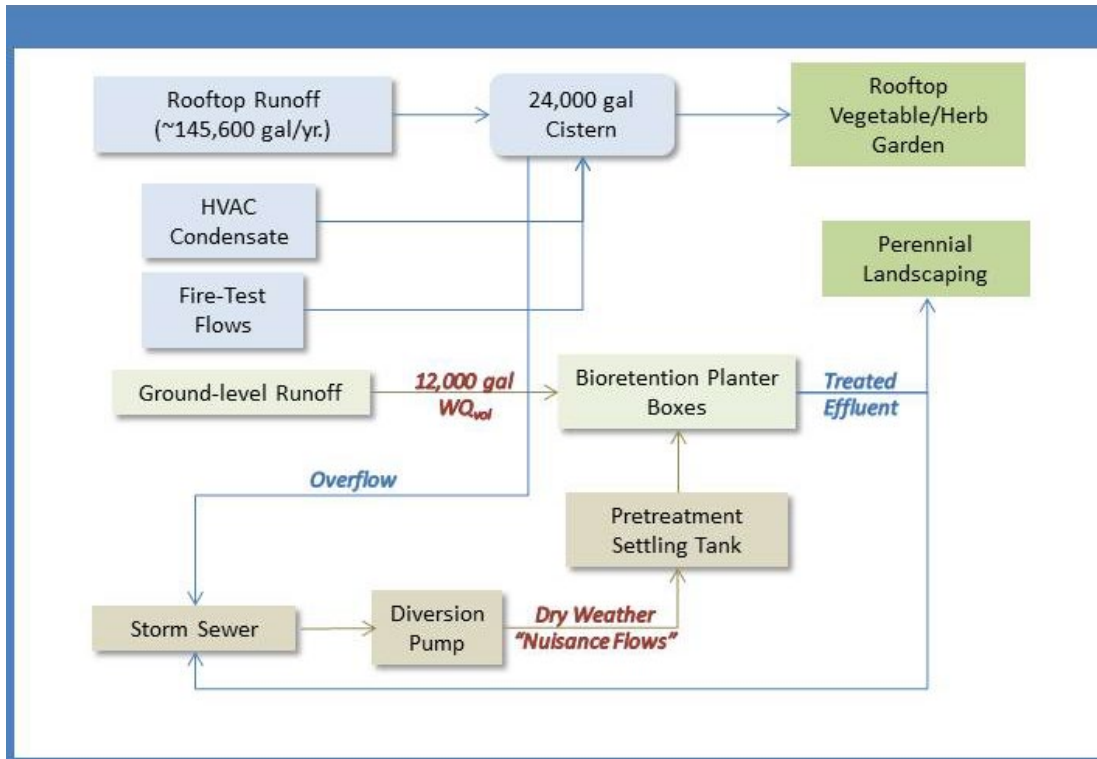 Rooftop Runoff
(~145,600 gal/yr.)
24,000 gal
Cistern
Rooftop
Vegetable/Herb
Garden
HVAC
Condensate
Perennial
Landscaping
Fire-Test
Flows
Ground-level Runoff
12,000 gal
WQvol
Bioretention Planter
Boxes
Treated
Effluent
Overflow
Pretreatment
Settling Tank
Storm Sewer
Diversion
Pump
Dry Weather
“Nuisance Flows”